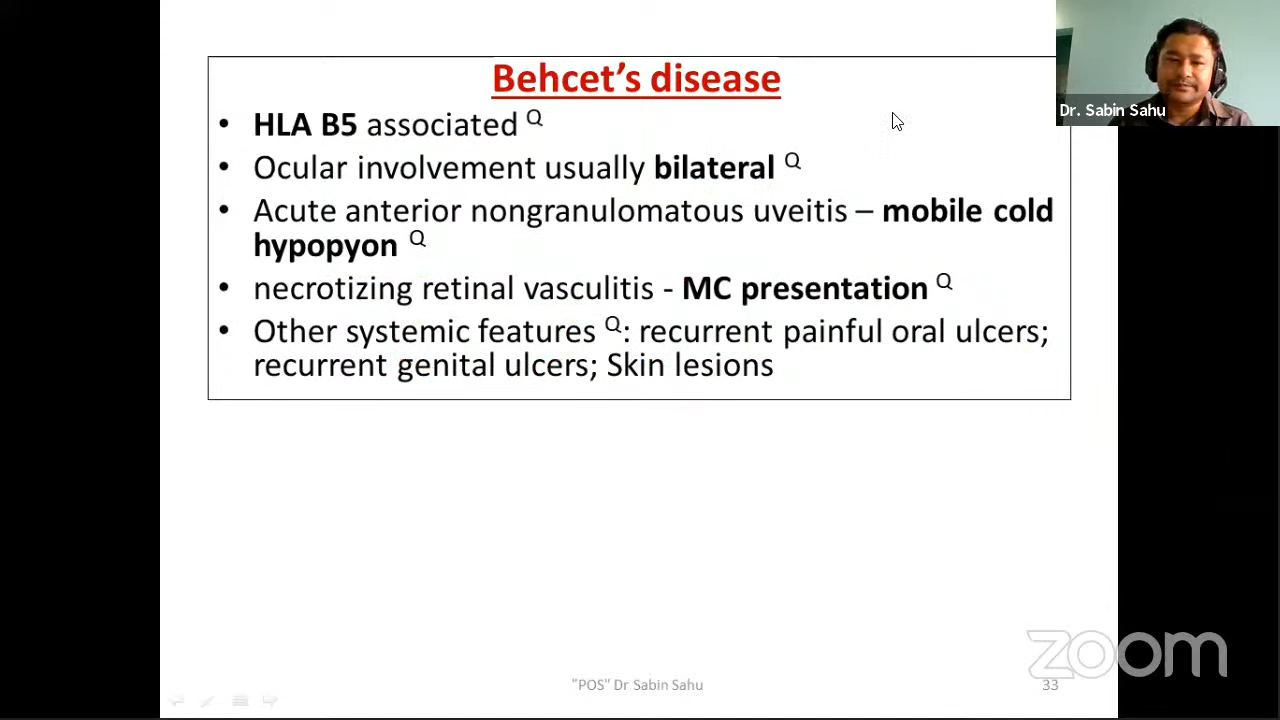 Behcet's disease
• HLA B5 associated Q
• Ocular involvement usually bilateral Q
• Acute anterior nongranulomatous uveitis – mobile cold
hypopyon Q
• necrotizing retinal vasculitis - MC presentation Q
• Other systemic features Q: recurrent painful oral ulcers;
recurrent genital ulcers; Skin lesions
Dr. Sabin Sahu
zoom
"POS" Dr Sabin Sahu
33